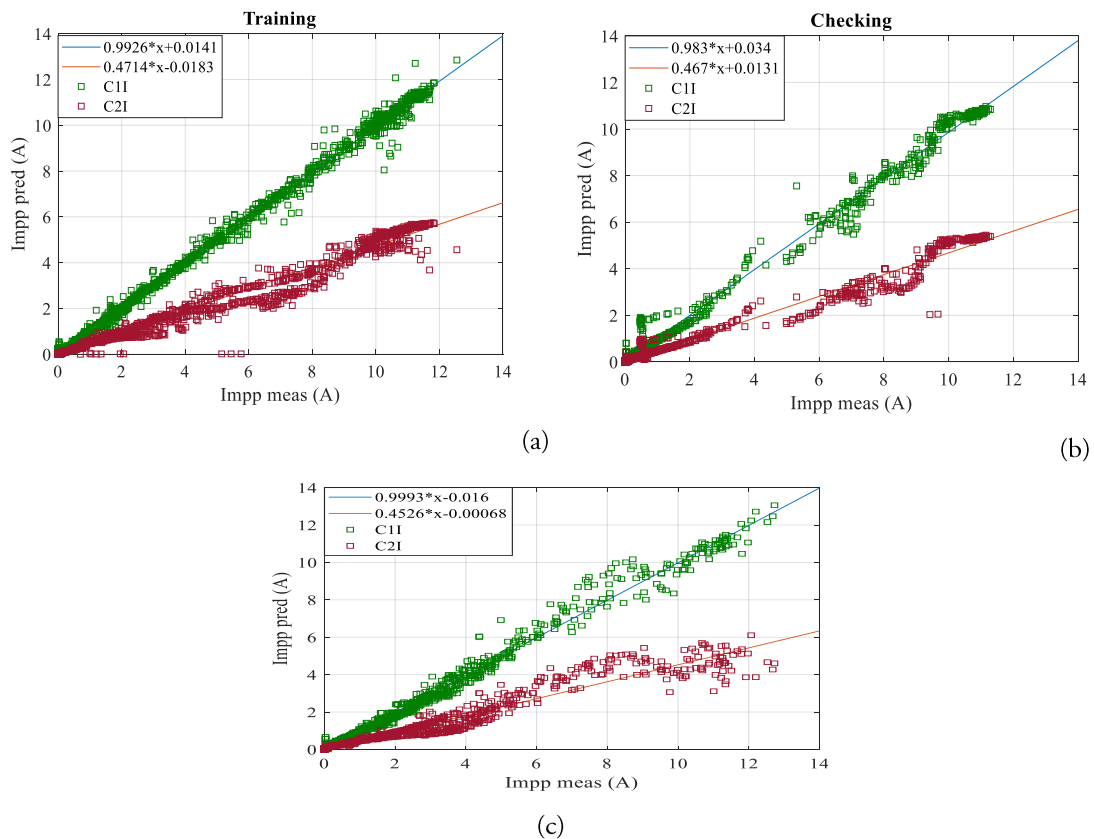 Training
14
12
10
8
6
4
2
0
Impp pred (A)
0.9926*x+0.0141
0.4714*x-0.0183
C1I
C2I
0 2 4 6 8 10 12 14
Impp meas (A)
(a)
Checking
14
12
10
8
6
4
2
0
Impp pred (A)
0.983*x+0.034
0.467*x+0.0131
C1I
C2I
0 2 4 6 8 10 12 14
Impp meas (A)
(b)
14
12
10
8
6
4
2
0
Impp pred (A)
0.9993*x-0.016
0.4526*x-0.00068
C1I
C2I
0 2 4 6 8 10 12 14
Impp meas (A)
(c)